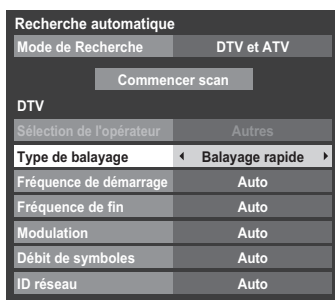 Recherche automatique
Mode de Recherche DTV et ATV
Commencer scan
DTV
Sélection de l'opérateur Autres
Type de balayage Balayage rapide
Fréquence de démarrage Auto
Fréquence de fin Auto
Modulation Auto
Débit de symboles Auto
ID réseau Auto